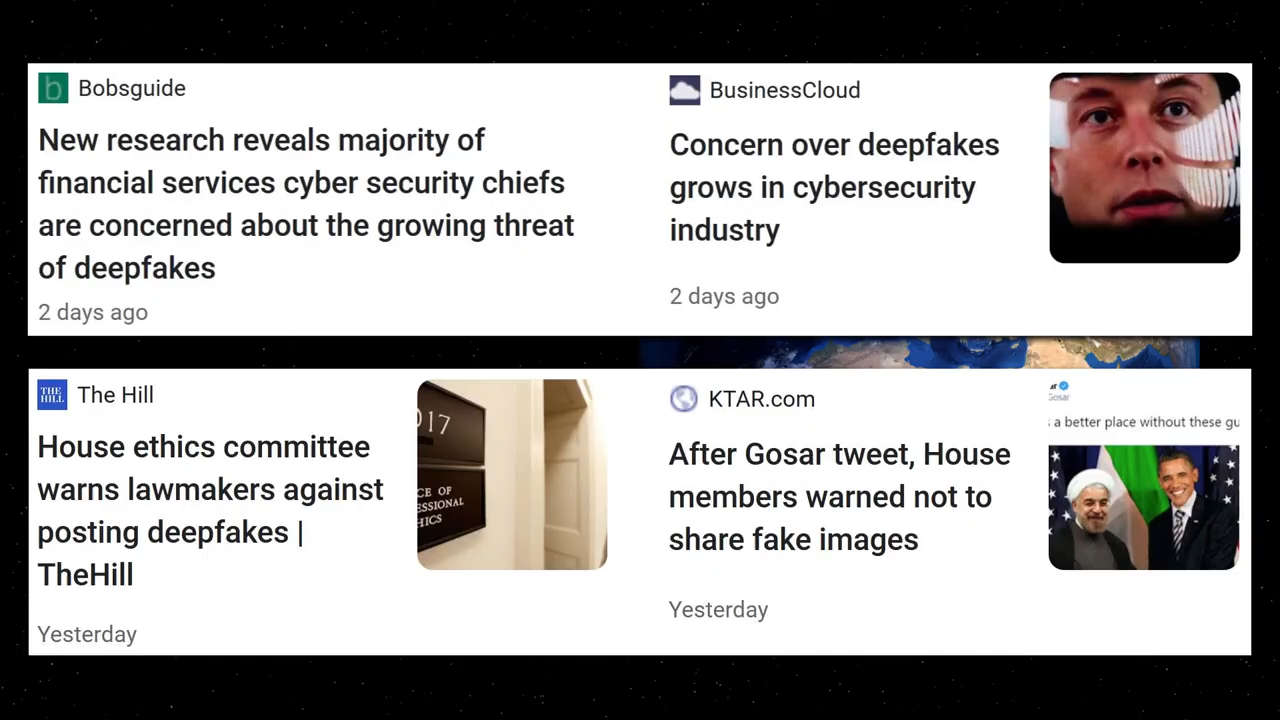 Bobsguide
New research reveals majority of
financial services cyber security chiefs
are concerned about the growing threat
of deepfakes
2 days ago
BusinessCloud
Concern over deepfakes
grows in cybersecurity
industry
2 days ago
THE
HILL
The Hill
House ethics committee
warns lawmakers against
posting deepfakes |
TheHill
Yesterday
017
CE OF
ESSIONAL
HICS
KTAR.com
After Gosar tweet, House
members warned not to
share fake images
Yesterday
ar
Gosar
s a better place without these gu